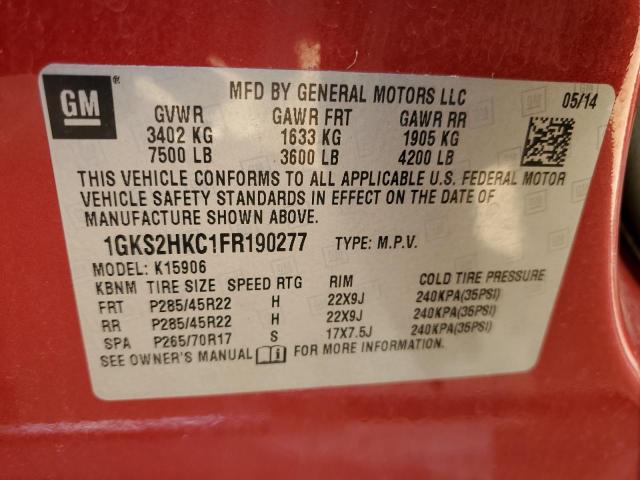 GM®
MFD BY GENERAL MOTORS LLC
05/14
GVWR GAWR FRT GAWR RR
3402 KG 1633 KG 1905 KG
7500 LB 3600 LB 4200 LB
THIS VEHICLE CONFORMS TO ALL APPLICABLE U.S. FEDERAL MOTOR
VEHICLE SAFETY STANDARDS IN EFFECT ON THE DATE OF
MANUFACTURE SHOWN ABOVE.
1GKS2HKC1FR190277 TYPE: M.P.V.
MODEL: K15906
KBNM TIRE SIZE SPEED RTG RIM COLD TIRE PRESSURE
FRT P285/45R22 H 22X9J 240KPA(35PSI)
RR P285/45R22 H 22X9J 240KPA(35PSI)
SPA P265/70R17 S 17X7.5J 240KPA(35PSI)
SEE OWNER'S MANUAL i FOR MORE INFORMATION.